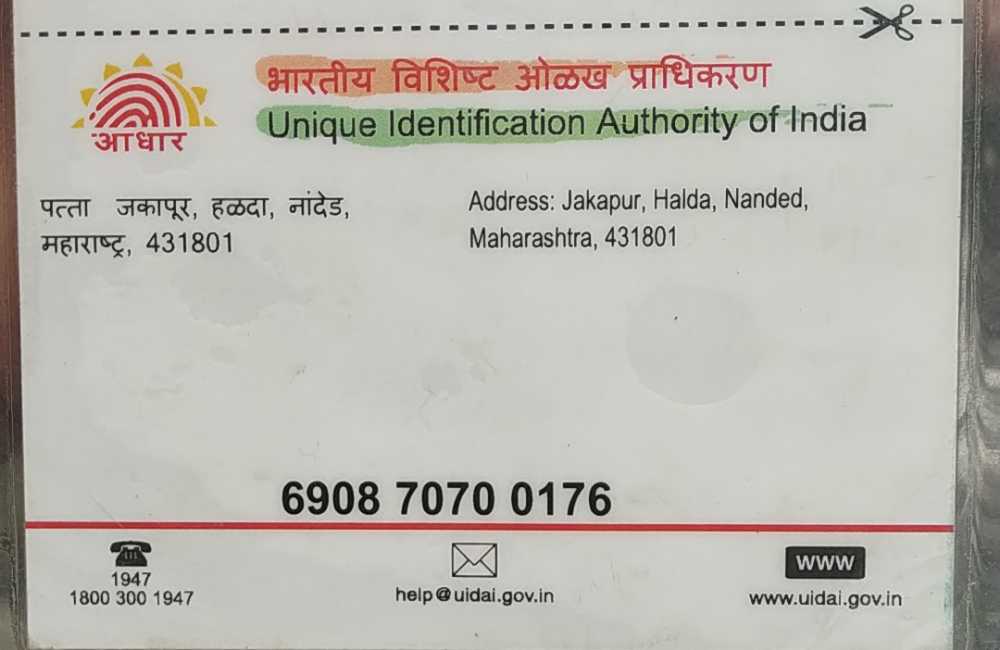 भारतीय विशिष्ट ओळख प्राधिकरण
Unique Identification Authority of India
आधार
पत्ता जकापूर, हळदा, नांदेड,
महाराष्ट्र, 431801
Address: Jakapur, Halda, Nanded,
Maharashtra, 431801
6908 7070 0176
1947
1800 300 1947
help@uidai.gov.in
www
www.uidai.gov.in